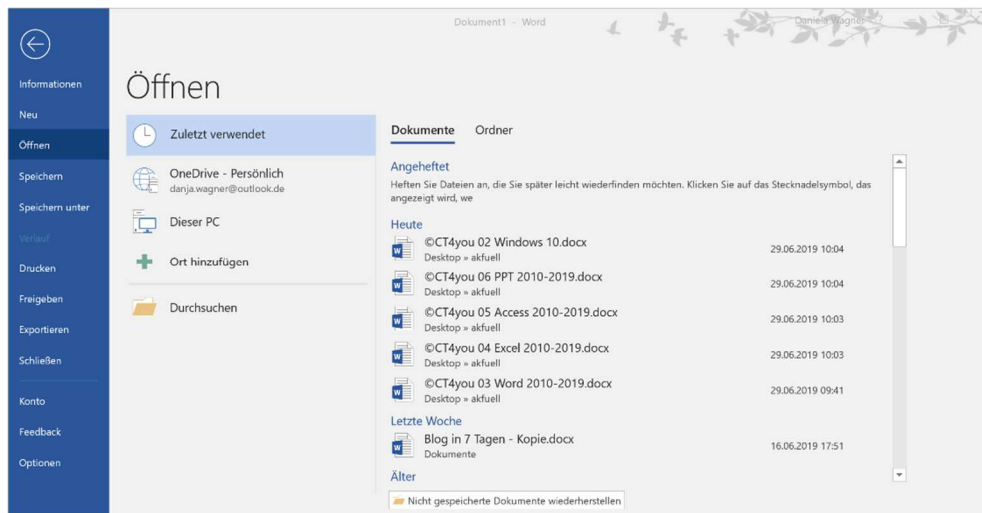 Dokument1 - Word
Daniela Wagner ?
Informationen
Neu
Öffnen
Speichern
Speichern unter
Verlauf
Drucken
Freigeben
Exportieren
Schließen
Konto
Feedback
Optionen
Öffnen
Zuletzt verwendet
OneDrive - Persönlich
danja.wagner@outlook.de
Dieser PC
Ort hinzufügen
Durchsuchen
Dokumente Ordner
Angeheftet
Heften Sie Dateien an, die Sie später leicht wiederfinden möchten. Klicken Sie auf das Stecknadelsymbol, das
angezeigt wird, we
Heute
©CT4you 02 Windows 10.docx 29.06.2019 10:04
Desktop » aktuell
©CT4you 06 PPT 2010-2019.docx 29.06.2019 10:04
Desktop » aktuell
©CT4you 05 Access 2010-2019.docx 29.06.2019 10:03
Desktop » aktuell
©CT4you 04 Excel 2010-2019.docx 29.06.2019 10:03
Desktop » aktuell
©CT4you 03 Word 2010-2019.docx 29.06.2019 09:41
Desktop » aktuell
Letzte Woche
Blog in 7 Tagen - Kopie.docx 16.06.2019 17:51
Dokumente
Älter
Nicht gespeicherte Dokumente wiederherstellen